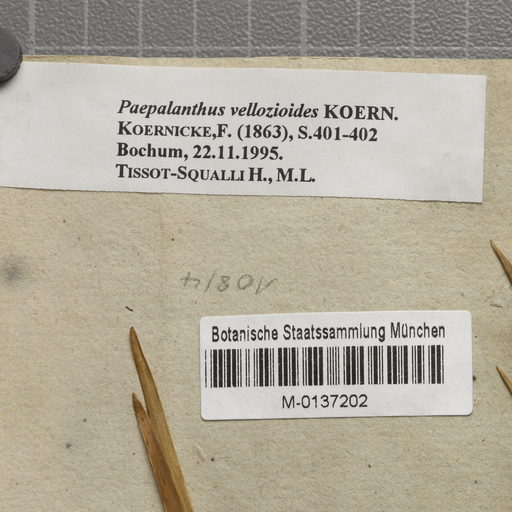 Paepalanthus vellozioides KOERN.
KOERNICKE,F. (1863), S.401-402
Bochum, 22.11.1995.
TISSOT-SQUALLI H., M.L.
Botanische Staatssammlung München
M-0137202